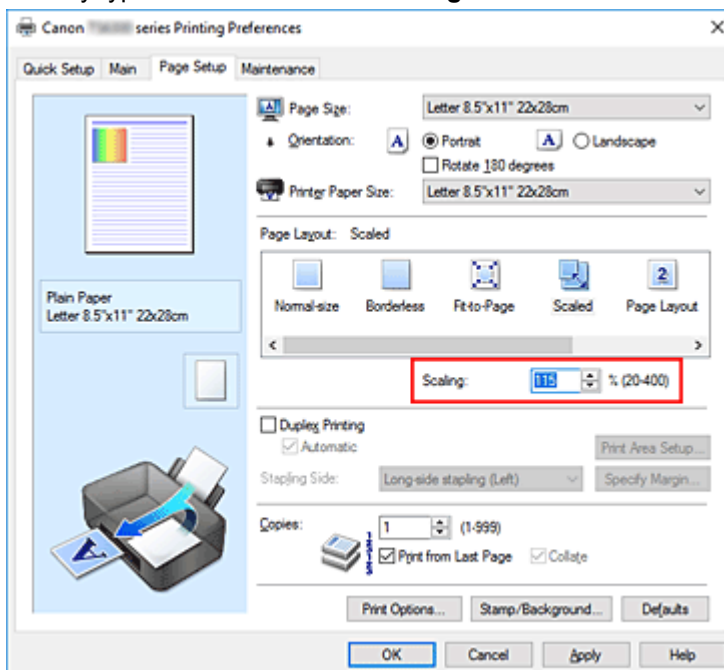 Canon series Printing Preferences
Quick Setup Main Page Setup Maintenance
Page Size: Letter 8.5"x11" 22x28cm
Orientation: A Portrait A Landscape
Rotate 180 degrees
Printer Paper Size: Letter 8.5"x11" 22x28cm
Page Layout: Scaled
Normal-size Borderless Fit-to-Page Scaled 2 Page Layout
Plain Paper
Letter 8.5"x11" 22x28cm
Scaling: 115 % (20-400)
Duplex Printing
Automatic Print Area Setup...
Stapling Side: Long-side stapling (Left) Specify Margin...
Copies: 1 (1-999)
Print from Last Page Collate
A
Print Options... Stamp/Background... Defaults
OK Cancel Apply Help